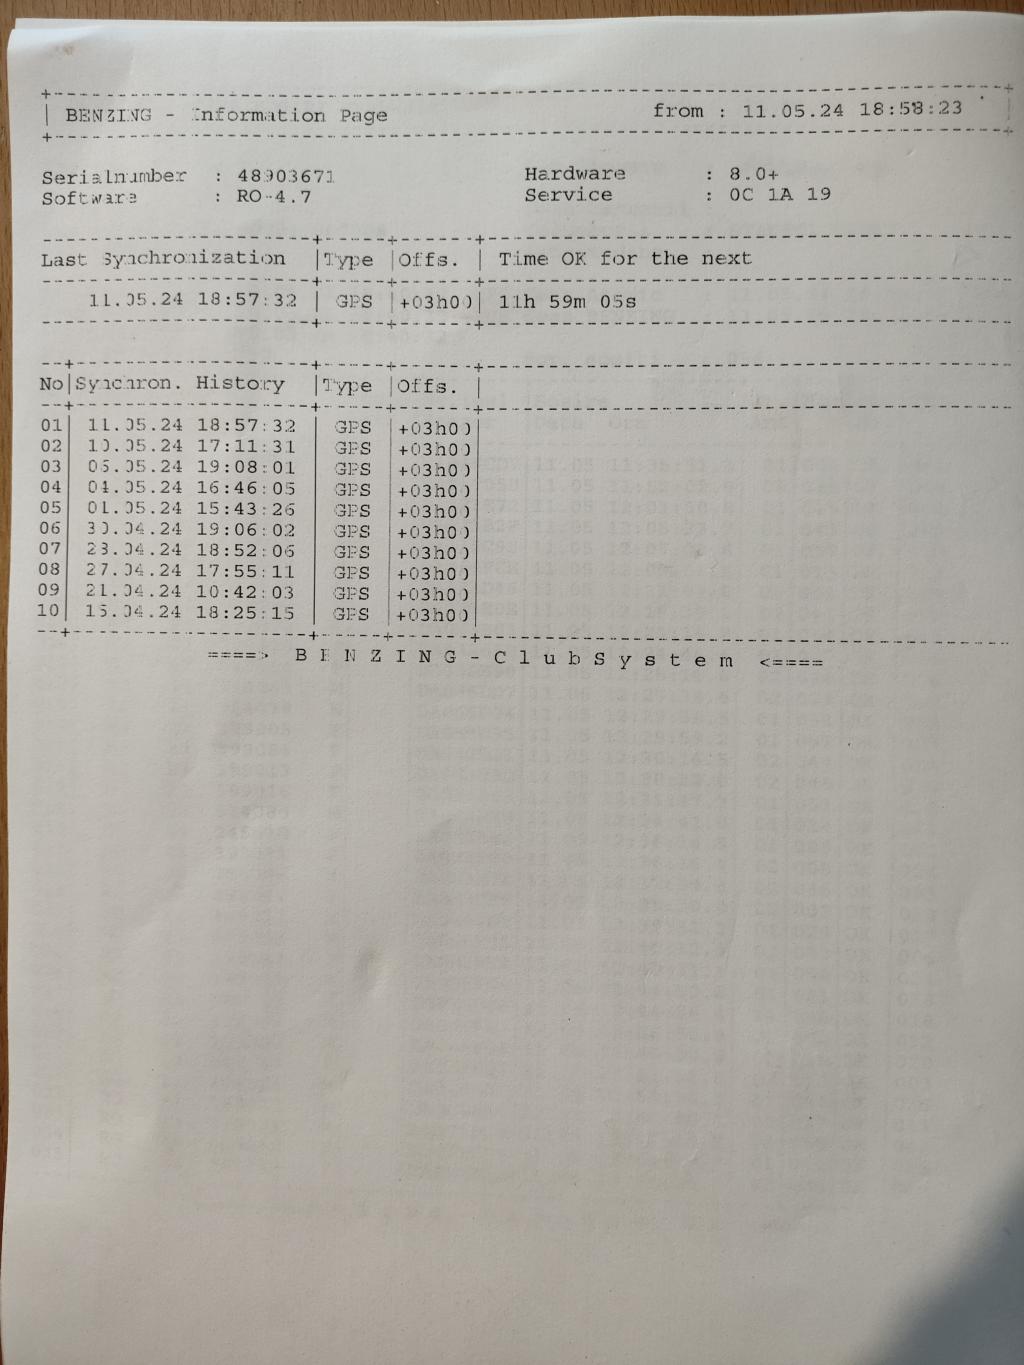 BENZING - Information Page from : 11.05.24 18:58:23
Serialnumber : 48903671 Hardware : 8.0+
Software : RO-4.7 Service : 0C 1A 19
Last Synchronization |Type |Offs. | Time OK for the next
11.05.24 18:57:32 | GPS |+03h00| 11h 59m 05s
No|Synchron. History |Type |Offs. |
01| 11.05.24 18:57:32 | GPS |+03h00|
02| 10.05.24 17:11:31 | GPS |+03h00|
03| 05.24 19:08:01 | GPS |+03h00|
04| 04.05.24 16:46:05 | GPS |+03h00|
05| 01.05.24 15:43:26 | GPS |+03h00|
06| 30.04.24 19:06:02 | GPS |+03h00|
07| 28.04.24 18:52:06 | GPS |+03h00|
08| 27.04.24 17:55:11 | GPS |+03h00|
09| 21.04.24 10:42:03 | GPS |+03h00|
10| 15.04.24 18:25:15 | GPS |+03h00|
====> B E N Z I N G - C l u b S y s t e m <====